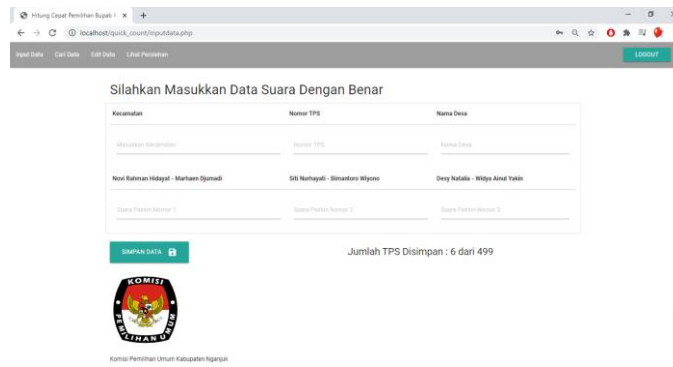 Hitung Cepat Pemilihan Bupati
localhost/quick_count/inputdata.php
Input Data Cari Data Edit Data Lihat Perolehan LOGOUT
Silahkan Masukkan Data Suara Dengan Benar
Kecamatan Nomor TPS Nama Desa
Masukkan Kecamatan Nomor TPS Nama Desa
Novi Rahman Hidayat - Marhaen Djumadi Siti Nurhayati - Bimantoro Wiyono Desy Natalia - Widya Ainul Yakin
Suara Paslon Nomor 1 Suara Paslon Nomor 2 Suara Paslon Nomor 3
SIMPAN DATA Jumlah TPS Disimpan : 6 dari 499
KOMISI
PEMILIHAN UMUM
Komisi Pemilihan Umum Kabupaten Nganjuk